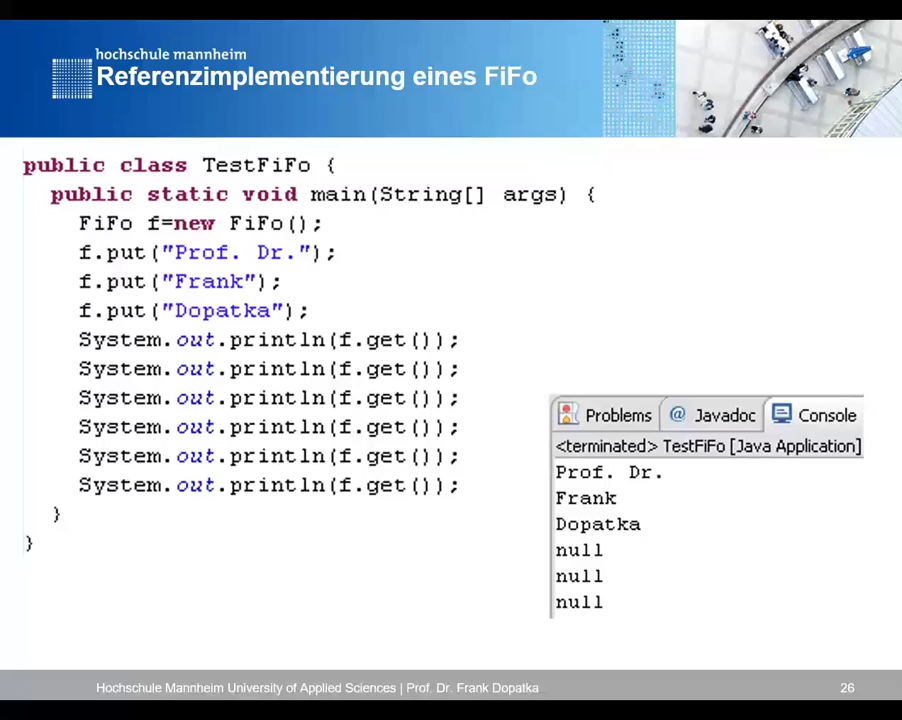 hochschule mannheim
Referenzimplementierung eines FiFo
public class TestFiFo {
public static void main(String[] args) {
FiFo f=new FiFo();
f.put("Prof. Dr.");
f.put("Frank");
f.put("Dopatka");
System.out.println(f.get());
System.out.println(f.get());
System.out.println(f.get());
System.out.println(f.get());
System.out.println(f.get());
System.out.println(f.get());
}
}
Problems @ Javadoc Console
<terminated> TestFiFo [Java Application]
Prof. Dr.
Frank
Dopatka
null
null
null
Hochschule Mannheim University of Applied Sciences | Prof. Dr. Frank Dopatka 26